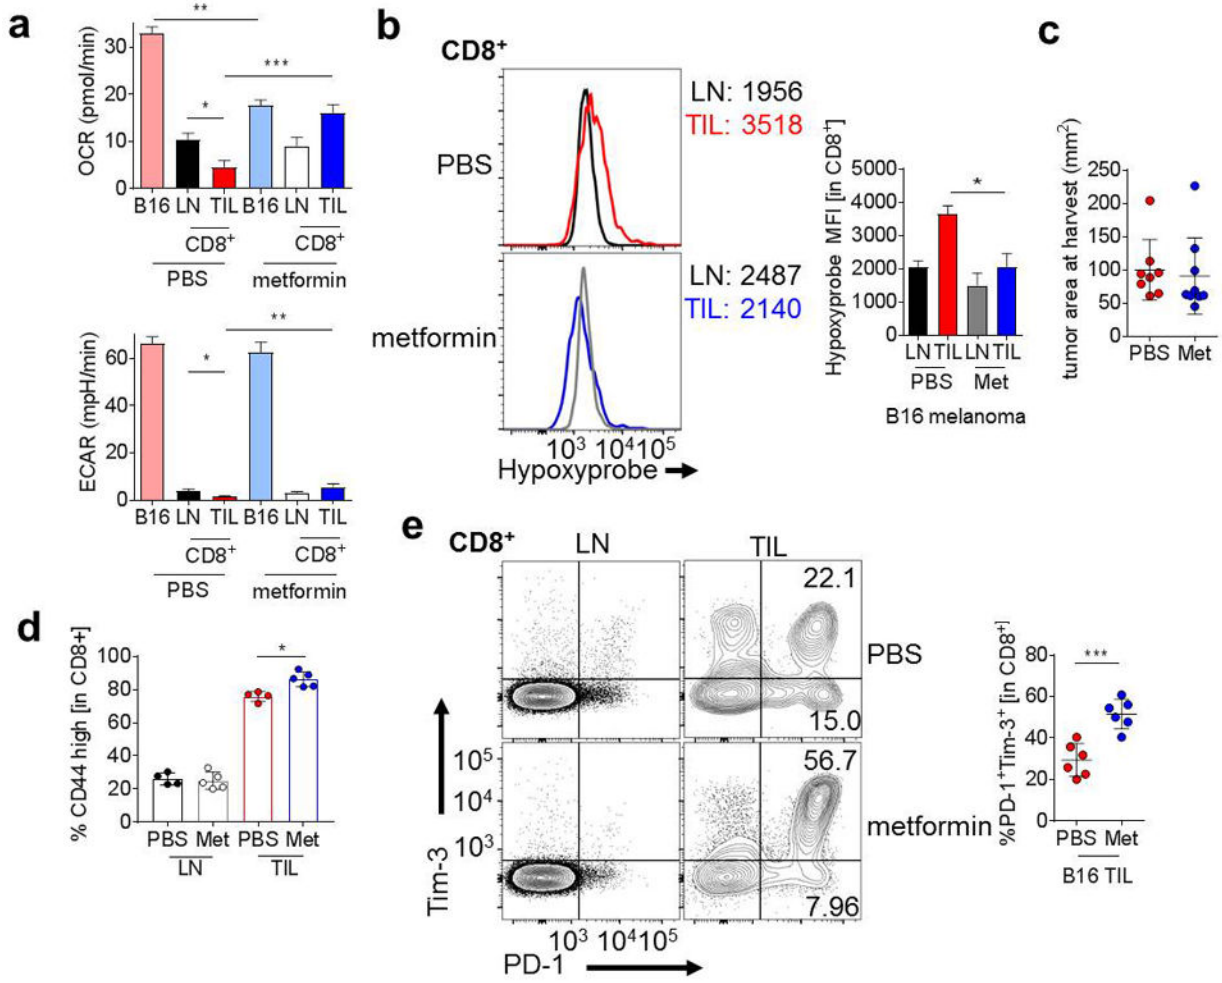 a
OCR (pmol/min)
30
20
10
0
**
*
***
B16 LN TIL B16 LN TIL
CD8⁺ CD8⁺
PBS metformin
ECAR (mpH/min)
60
40
20
0
*
**
B16 LN TIL B16 LN TIL
CD8⁺ CD8⁺
PBS metformin
b
CD8⁺
PBS
LN: 1956
TIL: 3518
metformin
LN: 2487
TIL: 2140
10³ 10⁴ 10⁵
Hypoxyprobe
Hypoxyprobe MFI [in CD8⁺]
5000
4000
3000
2000
1000
0
*
LN TIL LN TIL
PBS Met
B16 melanoma
c
tumor area at harvest (mm²)
250
200
150
100
50
0
PBS Met
d
% CD44 high [in CD8+]
100
80
60
40
20
0
*
PBS Met PBS Met
LN TIL
e
CD8⁺
LN TIL
22.1
PBS
15.0
56.7
metformin
7.96
10⁵
10⁴
10³
Tim-3
10³ 10⁴ 10⁵
PD-1
%PD-1⁺Tim-3⁺ [in CD8⁺]
80
60
40
20
0
***
PBS Met
B16 TIL